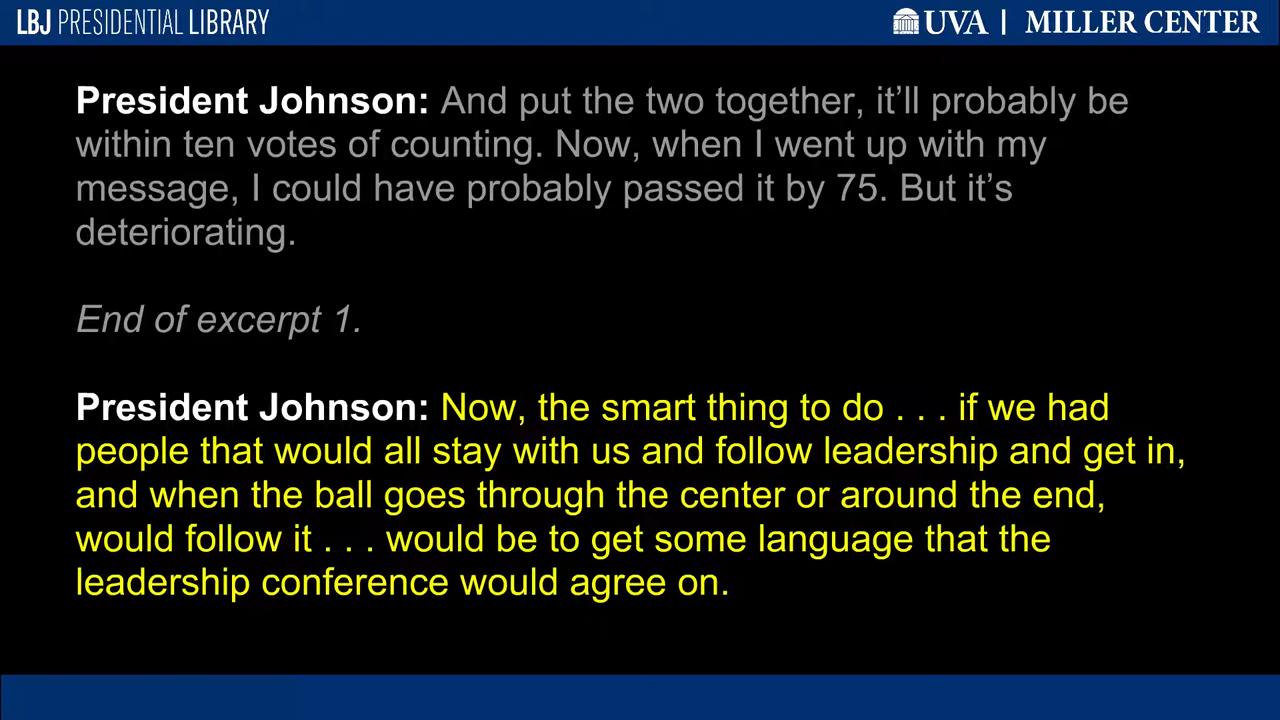 LBJ PRESIDENTIAL LIBRARY
UVA | MILLER CENTER
President Johnson: And put the two together, it’ll probably be
within ten votes of counting. Now, when I went up with my
message, I could have probably passed it by 75. But it’s
deteriorating.
End of excerpt 1.
President Johnson: Now, the smart thing to do . . . if we had
people that would all stay with us and follow leadership and get in,
and when the ball goes through the center or around the end,
would follow it . . . would be to get some language that the
leadership conference would agree on.